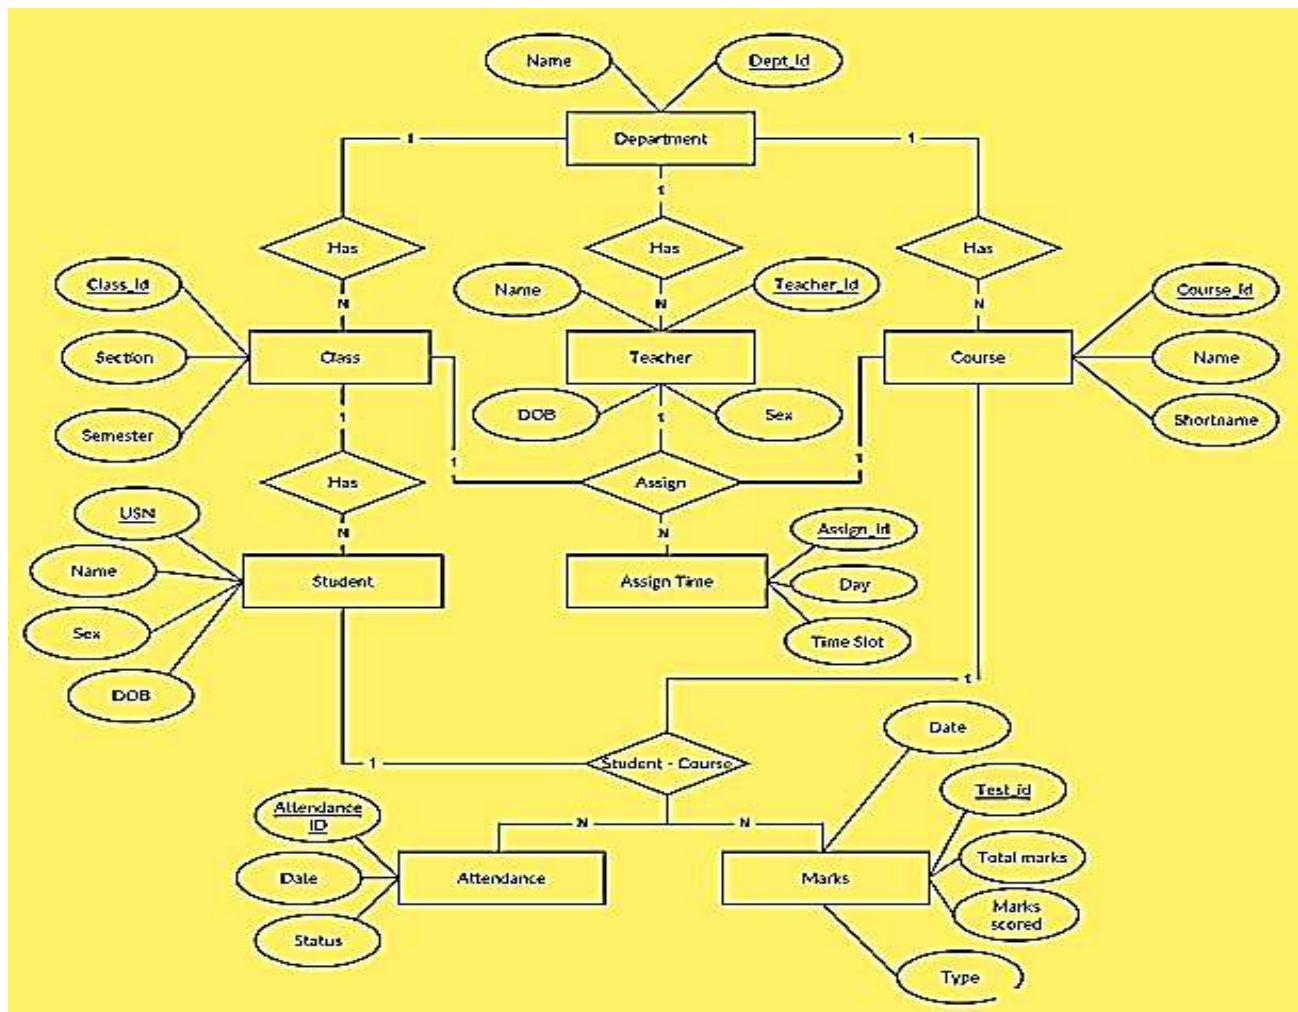 Name
Dept_Id
Department
1
1
1
Has
Has
Has
Class_Id
Name
Teacher_Id
Course_Id
N
N
N
Section
Class
Teacher
Course
Name
Semester
DOB
Sex
Shortname
1
1
1
1
Has
Assign
USN
N
N
Assign_Id
Name
Student
Assign Time
Day
Sex
Time Slot
DOB
1
Date
1
Student - Course
Attendance
ID
Test_id
N
N
Total marks
Date
Attendance
Marks
Marks
scored
Status
Type